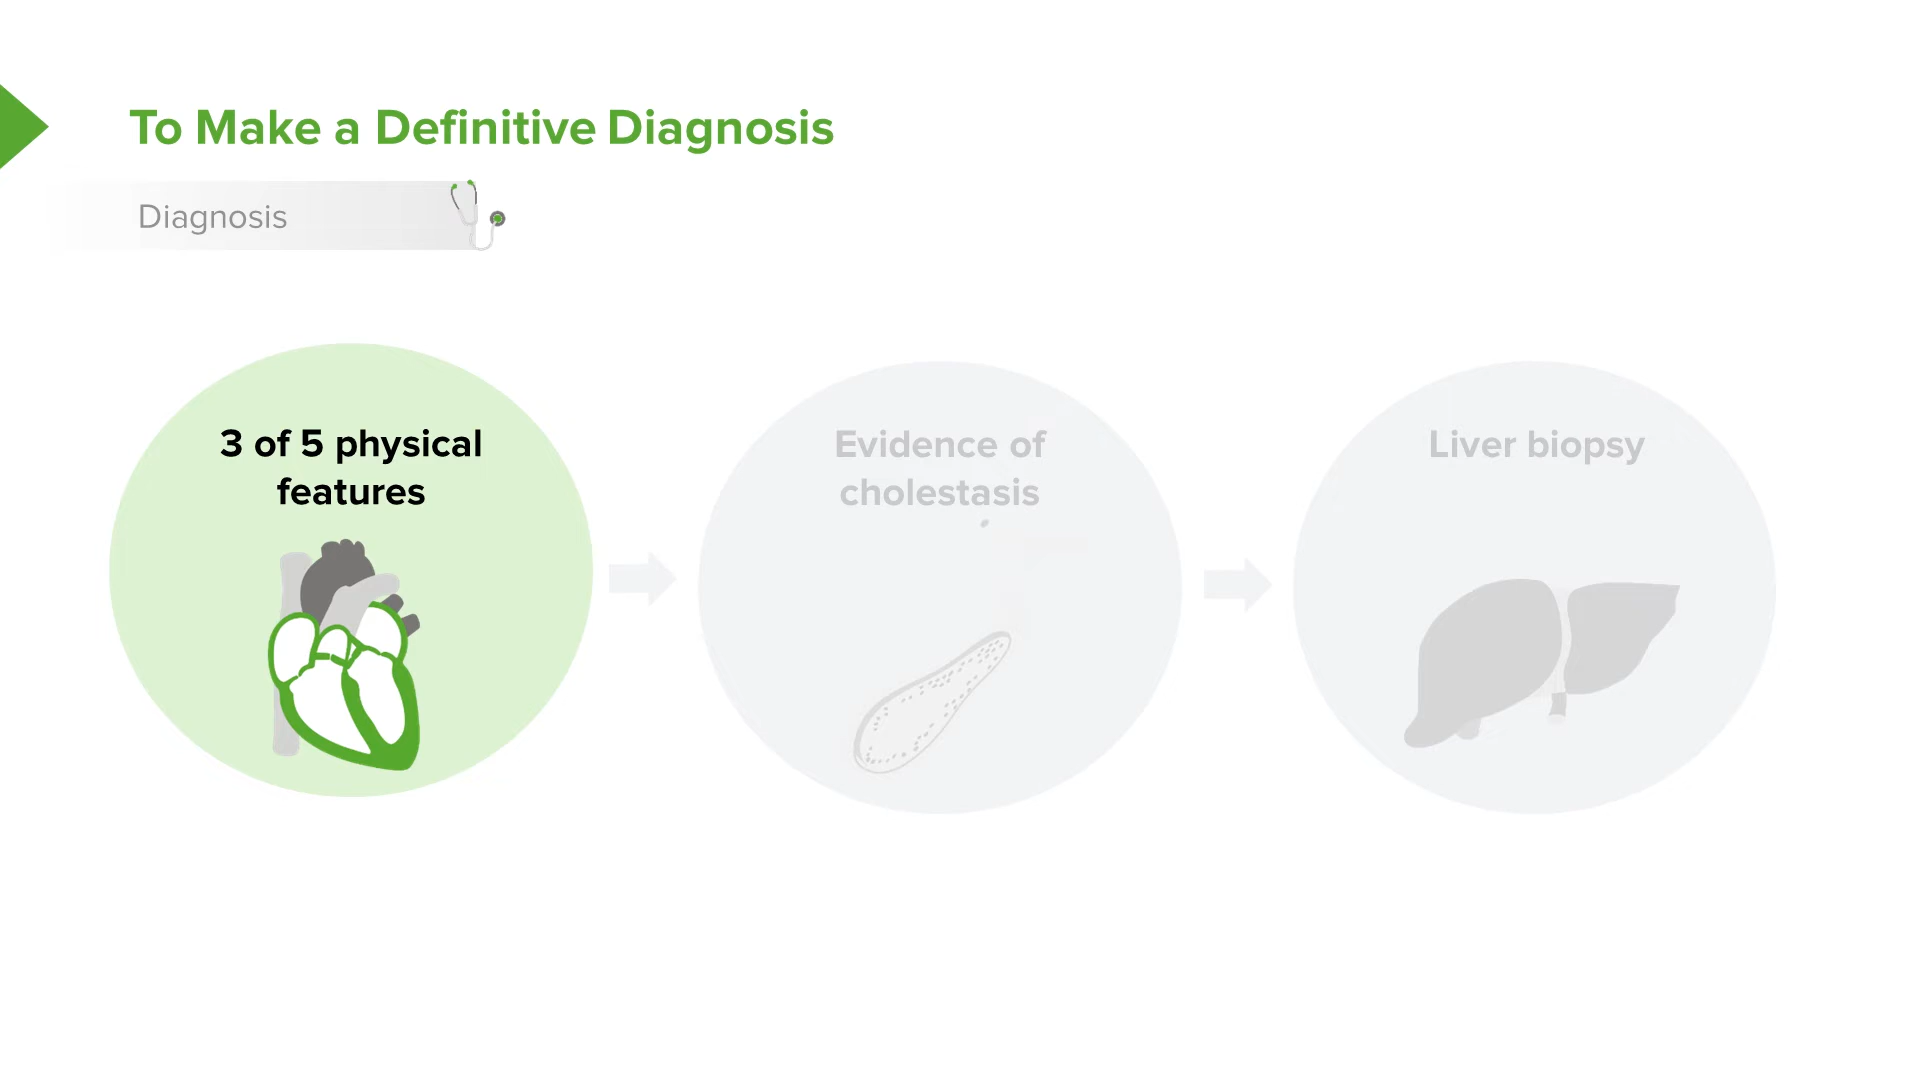 To Make a Definitive Diagnosis
Diagnosis
3 of 5 physical
features
Evidence of
cholestasis
Liver biopsy